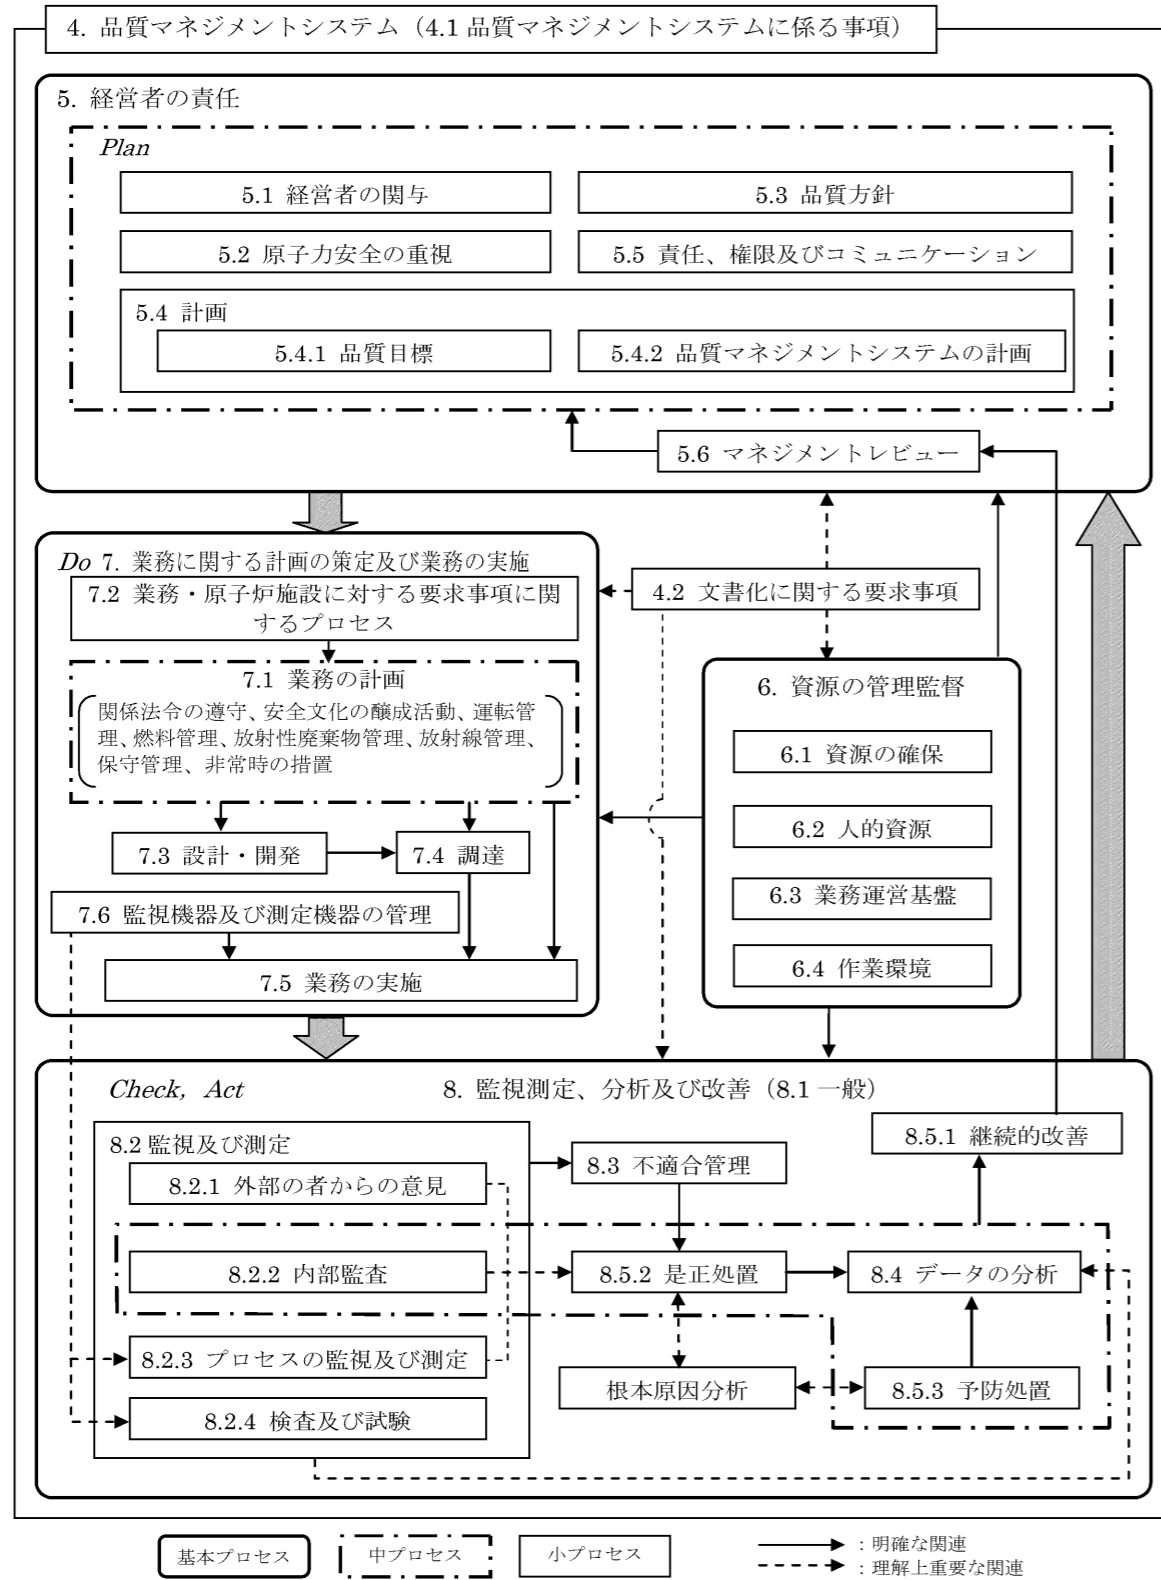 4. 品質マネジメントシステム（4.1 品質マネジメントシステムに係る事項）
5. 経営者の責任
Plan
5.1 経営者の関与
5.3 品質方針
5.2 原子力安全の重視
5.5 責任、権限及びコミュニケーション
5.4 計画
5.4.1 品質目標
5.4.2 品質マネジメントシステムの計画
5.6 マネジメントレビュー
Do 7. 業務に関する計画の策定及び業務の実施
7.2 業務・原子炉施設に対する要求事項に関
するプロセス
4.2 文書化に関する要求事項
7.1 業務の計画
関係法令の遵守、安全文化の醸成活動、運転管
理、燃料管理、放射性廃棄物管理、放射線管理、
保守管理、非常時の措置
6. 資源の管理監督
6.1 資源の確保
6.2 人的資源
6.3 業務運営基盤
6.4 作業環境
7.3 設計・開発
7.4 調達
7.6 監視機器及び測定機器の管理
7.5 業務の実施
Check, Act
8. 監視測定、分析及び改善（8.1 一般）
8.5.1 継続的改善
8.2 監視及び測定
8.3 不適合管理
8.2.1 外部の者からの意見
8.2.2 内部監査
8.5.2 是正処置
8.4 データの分析
8.2.3 プロセスの監視及び測定
根本原因分析
8.5.3 予防処置
8.2.4 検査及び試験
基本プロセス
中プロセス
小プロセス
：明確な関連
：理解上重要な関連